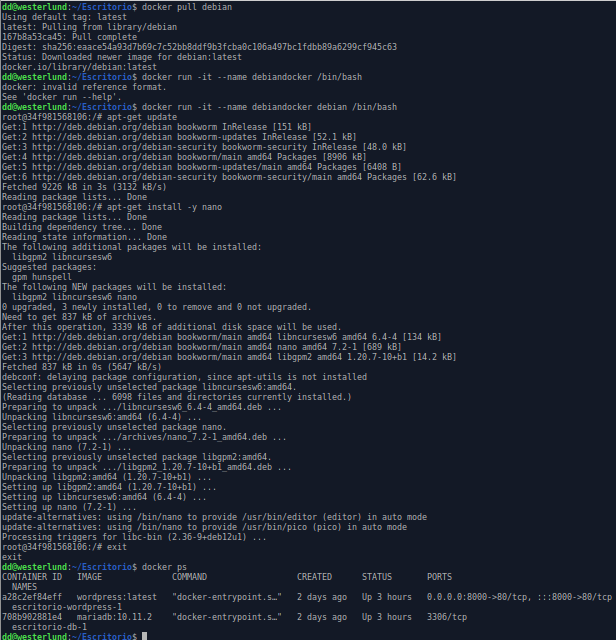 dd@westerlund:~/Escritorio$ docker pull debian
Using default tag: latest
latest: Pulling from library/debian
167b8a53ca45: Pull complete
Digest: sha256:eaace54a93d7b69c7c52bb8ddf9b3fcba0c106a497bc1fdbb89a6299cf945c63
Status: Downloaded newer image for debian:latest
docker.io/library/debian:latest
dd@westerlund:~/Escritorio$ docker run -it --name debiandocker /bin/bash
docker: invalid reference format.
See 'docker run --help'.
dd@westerlund:~/Escritorio$ docker run -it --name debiandocker debian /bin/bash
root@34f981568106:/# apt-get update
Get:1 http://deb.debian.org/debian bookworm InRelease [151 kB]
Get:2 http://deb.debian.org/debian bookworm-updates InRelease [52.1 kB]
Get:3 http://deb.debian.org/debian-security bookworm-security InRelease [48.0 kB]
Get:4 http://deb.debian.org/debian bookworm/main amd64 Packages [8906 kB]
Get:5 http://deb.debian.org/debian bookworm-updates/main amd64 Packages [6408 B]
Get:6 http://deb.debian.org/debian-security bookworm-security/main amd64 Packages [62.6 kB]
Fetched 9226 kB in 3s (3132 kB/s)
Reading package lists... Done
root@34f981568106:/# apt-get install -y nano
Reading package lists... Done
Building dependency tree... Done
Reading state information... Done
The following additional packages will be installed:
  libgpm2 libncursesw6
Suggested packages:
  gpm hunspell
The following NEW packages will be installed:
  libgpm2 libncursesw6 nano
0 upgraded, 3 newly installed, 0 to remove and 0 not upgraded.
Need to get 837 kB of archives.
After this operation, 3339 kB of additional disk space will be used.
Get:1 http://deb.debian.org/debian bookworm/main amd64 libncursesw6 amd64 6.4-4 [134 kB]
Get:2 http://deb.debian.org/debian bookworm/main amd64 nano amd64 7.2-1 [689 kB]
Get:3 http://deb.debian.org/debian bookworm/main amd64 libgpm2 amd64 1.20.7-10+b1 [14.2 kB]
Fetched 837 kB in 0s (5647 kB/s)
debconf: delaying package configuration, since apt-utils is not installed
Selecting previously unselected package libncursesw6:amd64.
(Reading database ... 6098 files and directories currently installed.)
Preparing to unpack .../libncursesw6_6.4-4_amd64.deb ...
Unpacking libncursesw6:amd64 (6.4-4) ...
Selecting previously unselected package nano.
Preparing to unpack .../archives/nano_7.2-1_amd64.deb ...
Unpacking nano (7.2-1) ...
Selecting previously unselected package libgpm2:amd64.
Preparing to unpack .../libgpm2_1.20.7-10+b1_amd64.deb ...
Unpacking libgpm2:amd64 (1.20.7-10+b1) ...
Setting up libgpm2:amd64 (1.20.7-10+b1) ...
Setting up libncursesw6:amd64 (6.4-4) ...
Setting up nano (7.2-1) ...
update-alternatives: using /bin/nano to provide /usr/bin/editor (editor) in auto mode
update-alternatives: using /bin/nano to provide /usr/bin/pico (pico) in auto mode
Processing triggers for libc-bin (2.36-9+deb12u1) ...
root@34f981568106:/# exit
exit
dd@westerlund:~/Escritorio$ docker ps
CONTAINER ID   IMAGE              COMMAND                  CREATED      STATUS       PORTS
  NAMES
a28c2ef84eff   wordpress:latest   "docker-entrypoint.s…"   2 days ago   Up 3 hours   0.0.0.0:8000->80/tcp, :::8000->80/tcp
  escritorio-wordpress-1
708b902881e4   mariadb:10.11.2    "docker-entrypoint.s…"   2 days ago   Up 3 hours   3306/tcp
  escritorio-db-1
dd@westerlund:~/Escritorio$